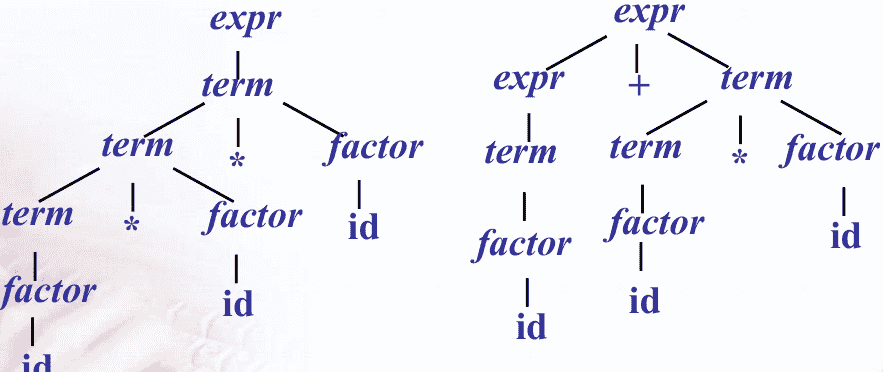 expr
term
term * factor
term * factor id
factor id
id
expr
expr + term
term term * factor
factor factor id
id id